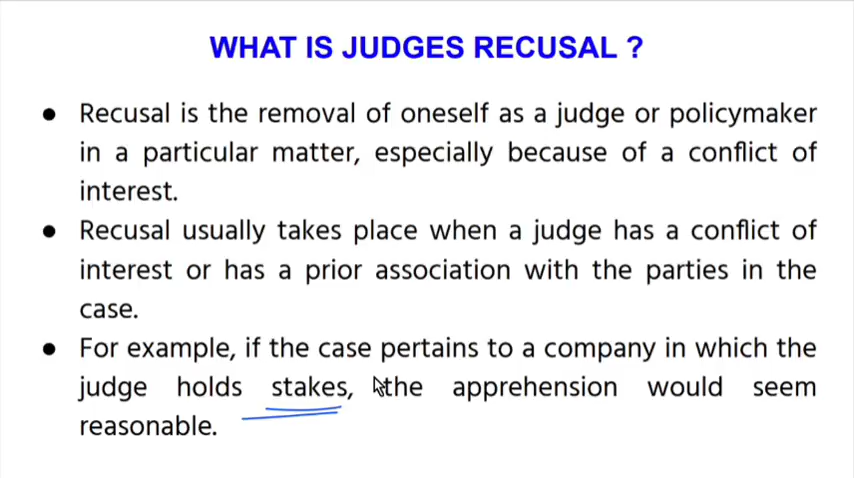 WHAT IS JUDGES RECUSAL ?
● Recusal is the removal of oneself as a judge or policymaker
in a particular matter, especially because of a conflict of
interest.
● Recusal usually takes place when a judge has a conflict of
interest or has a prior association with the parties in the
case.
● For example, if the case pertains to a company in which the
judge holds stakes, the apprehension would seem
reasonable.